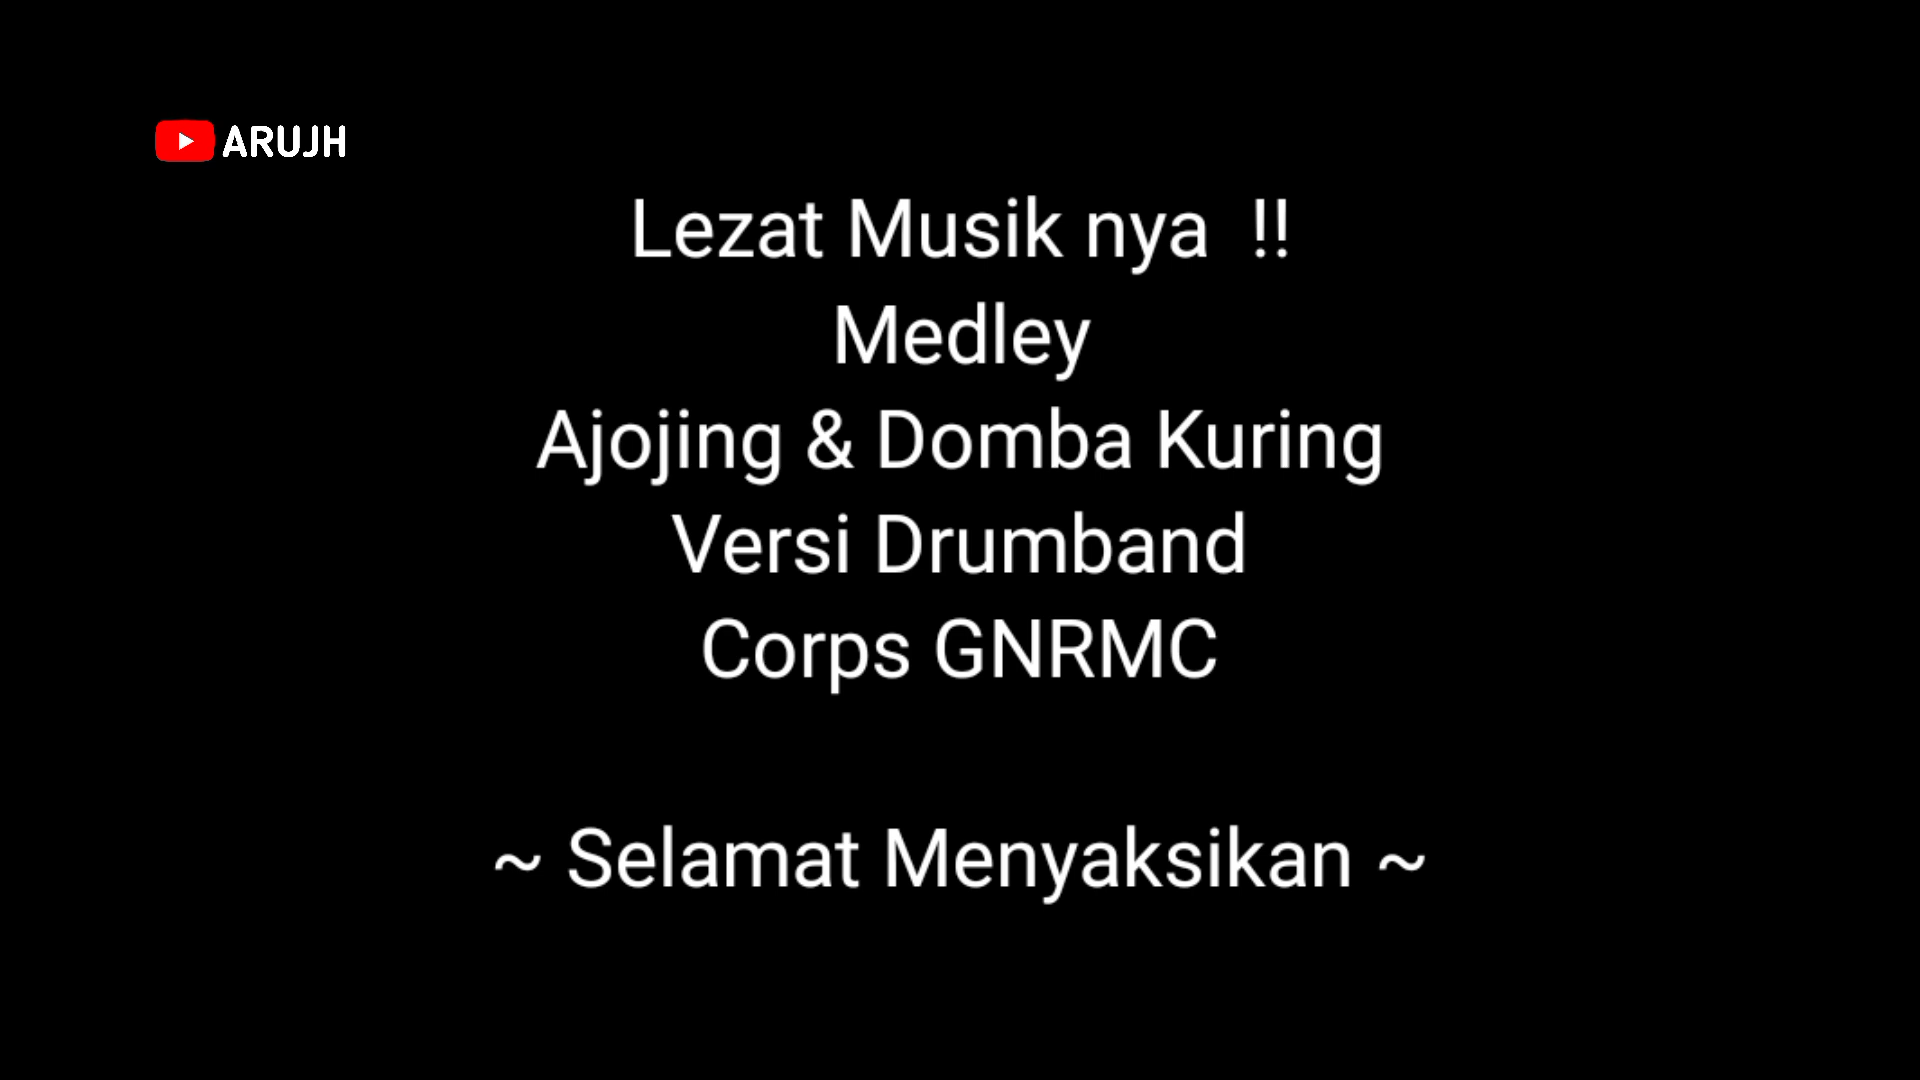 ARUJH
Lezat Musik nya !!
Medley
Ajojing & Domba Kuring
Versi Drumband
Corps GNRMC
~ Selamat Menyaksikan ~